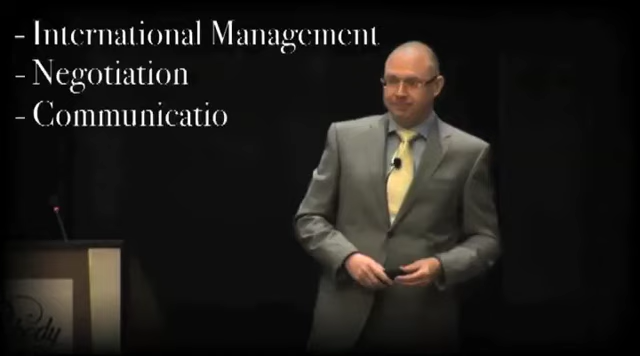 - International Management
- Negotiation
- Communicatio